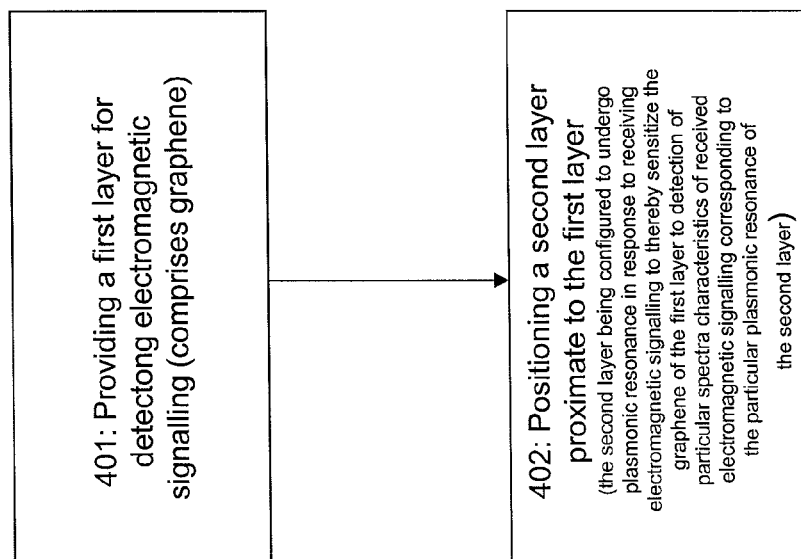 401: Providing a first layer for
detectong electromagnetic
signalling (comprises graphene)
402: Positioning a second layer
proximate to the first layer
(the second layer being configured to undergo
plasmonic resonance in response to receiving
electromagnetic signalling to thereby sensitize the
graphene of the first layer to detection of
particular spectra characteristics of received
electromagnetic signalling corresponding to
the particular plasmonic resonance of
the second layer)